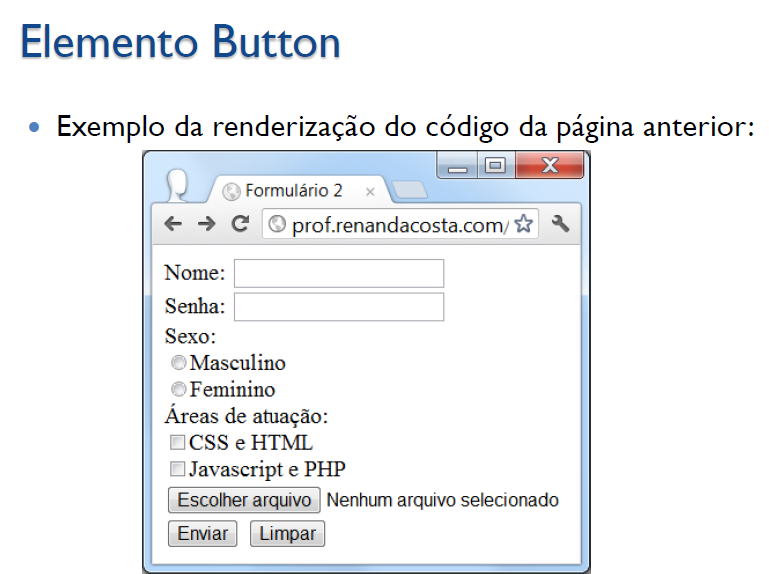 Elemento Button
• Exemplo da renderização do código da página anterior:
Formulário 2
prof.renandacosta.com/
Nome:
Senha:
Sexo:
Masculino
Feminino
Áreas de atuação:
CSS e HTML
Javascript e PHP
Escolher arquivo Nenhum arquivo selecionado
Enviar Limpar